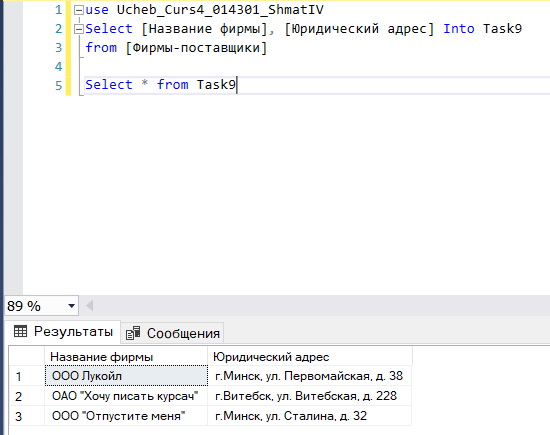 1 use Ucheb_Curs4_014301_ShmatIV
2 Select [Название фирмы], [Юридический адрес] Into Task9
3 from [Фирмы-поставщики]
4
5 Select * from Task9
89 %
Результаты Сообщения
Название фирмы Юридический адрес
1 ООО Лукойл г.Минск, ул. Первомайская, д. 38
2 ОАО "Хочу писать курсач" г.Витебск, ул. Витебская, д. 228
3 ООО "Отпустите меня" г.Минск, ул. Сталина, д. 32